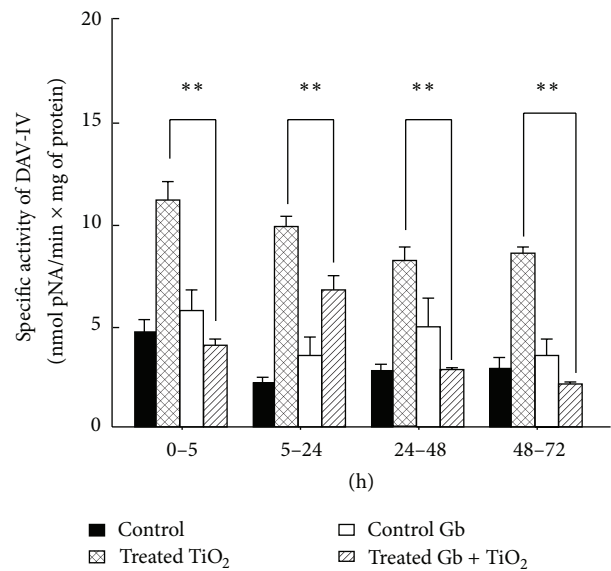 Specific activity of DAV-IV
(nmol pNA/min × mg of protein)
20
15
10
5
0
** ** ** **
0–5 5–24 24–48 48–72
(h)
Control Control Gb
Treated TiO₂ Treated Gb + TiO₂